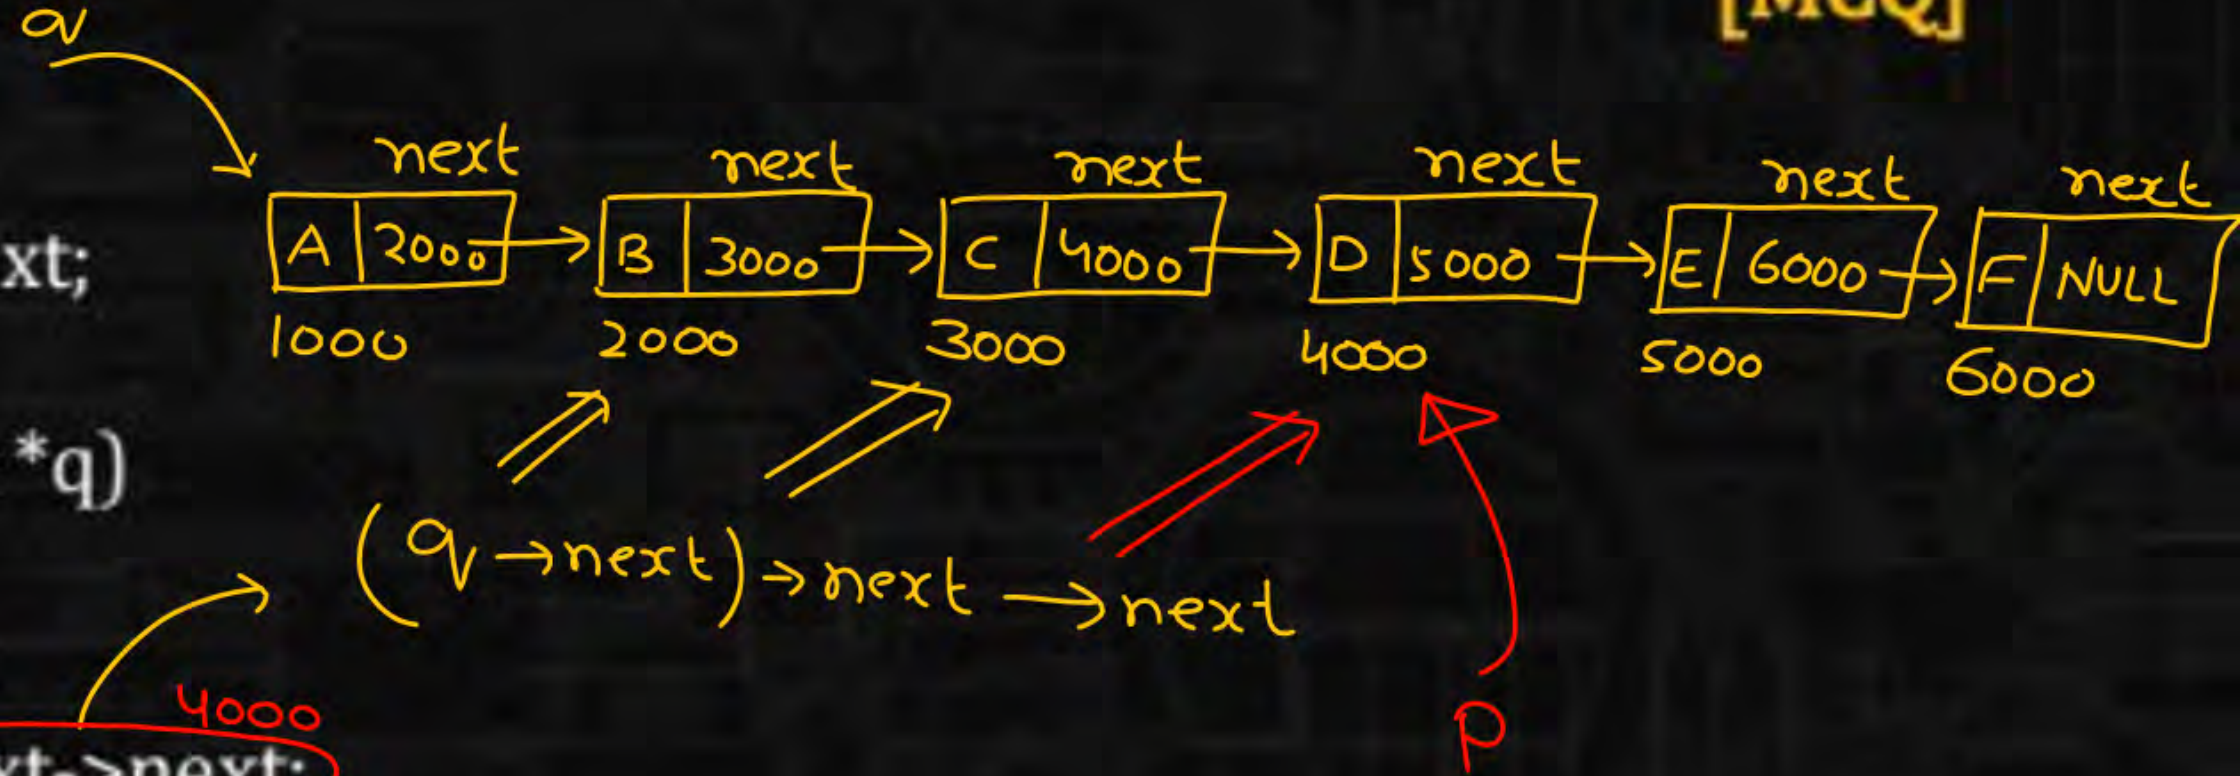 q
[MCQ]
next next next next next next
A 2000 B 3000 C 4000 D 5000 E 6000 F NULL
xt;
1000 2000 3000 4000 5000 6000
*q)
(q→next)→next→next
4000
p
xt->next;